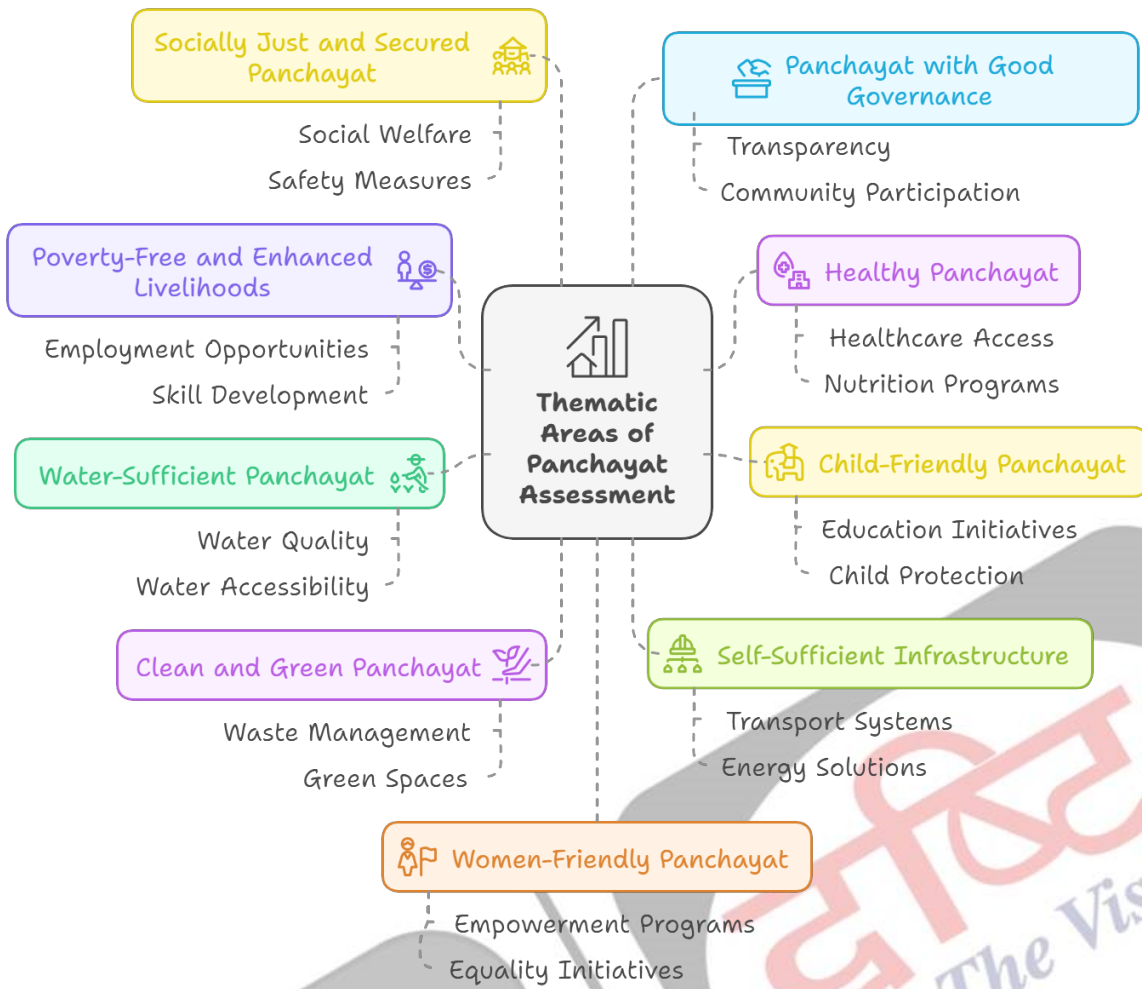 Socially Just and Secured
Panchayat
Social Welfare
Safety Measures
Panchayat with Good
Governance
Transparency
Community Participation
Poverty-Free and Enhanced
Livelihoods
Employment Opportunities
Skill Development
Healthy Panchayat
Healthcare Access
Nutrition Programs
Thematic
Areas of
Panchayat
Assessment
Water-Sufficient Panchayat
Water Quality
Water Accessibility
Child-Friendly Panchayat
Education Initiatives
Child Protection
Clean and Green Panchayat
Waste Management
Green Spaces
Self-Sufficient Infrastructure
Transport Systems
Energy Solutions
Women-Friendly Panchayat
Empowerment Programs
Equality Initiatives
दृष्टि
The Vis